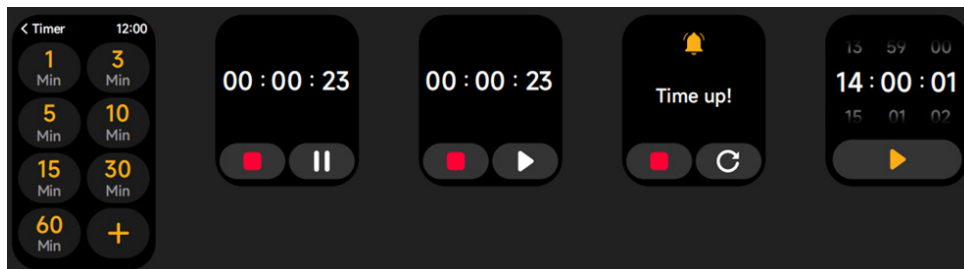 < Timer 12:00
1 3
Min Min
5 10
Min Min
15 30
Min Min
60 +
Min
00 : 00 : 23
00 : 00 : 23
Time up!
13 59 00
14 : 00 : 01
15 01 02